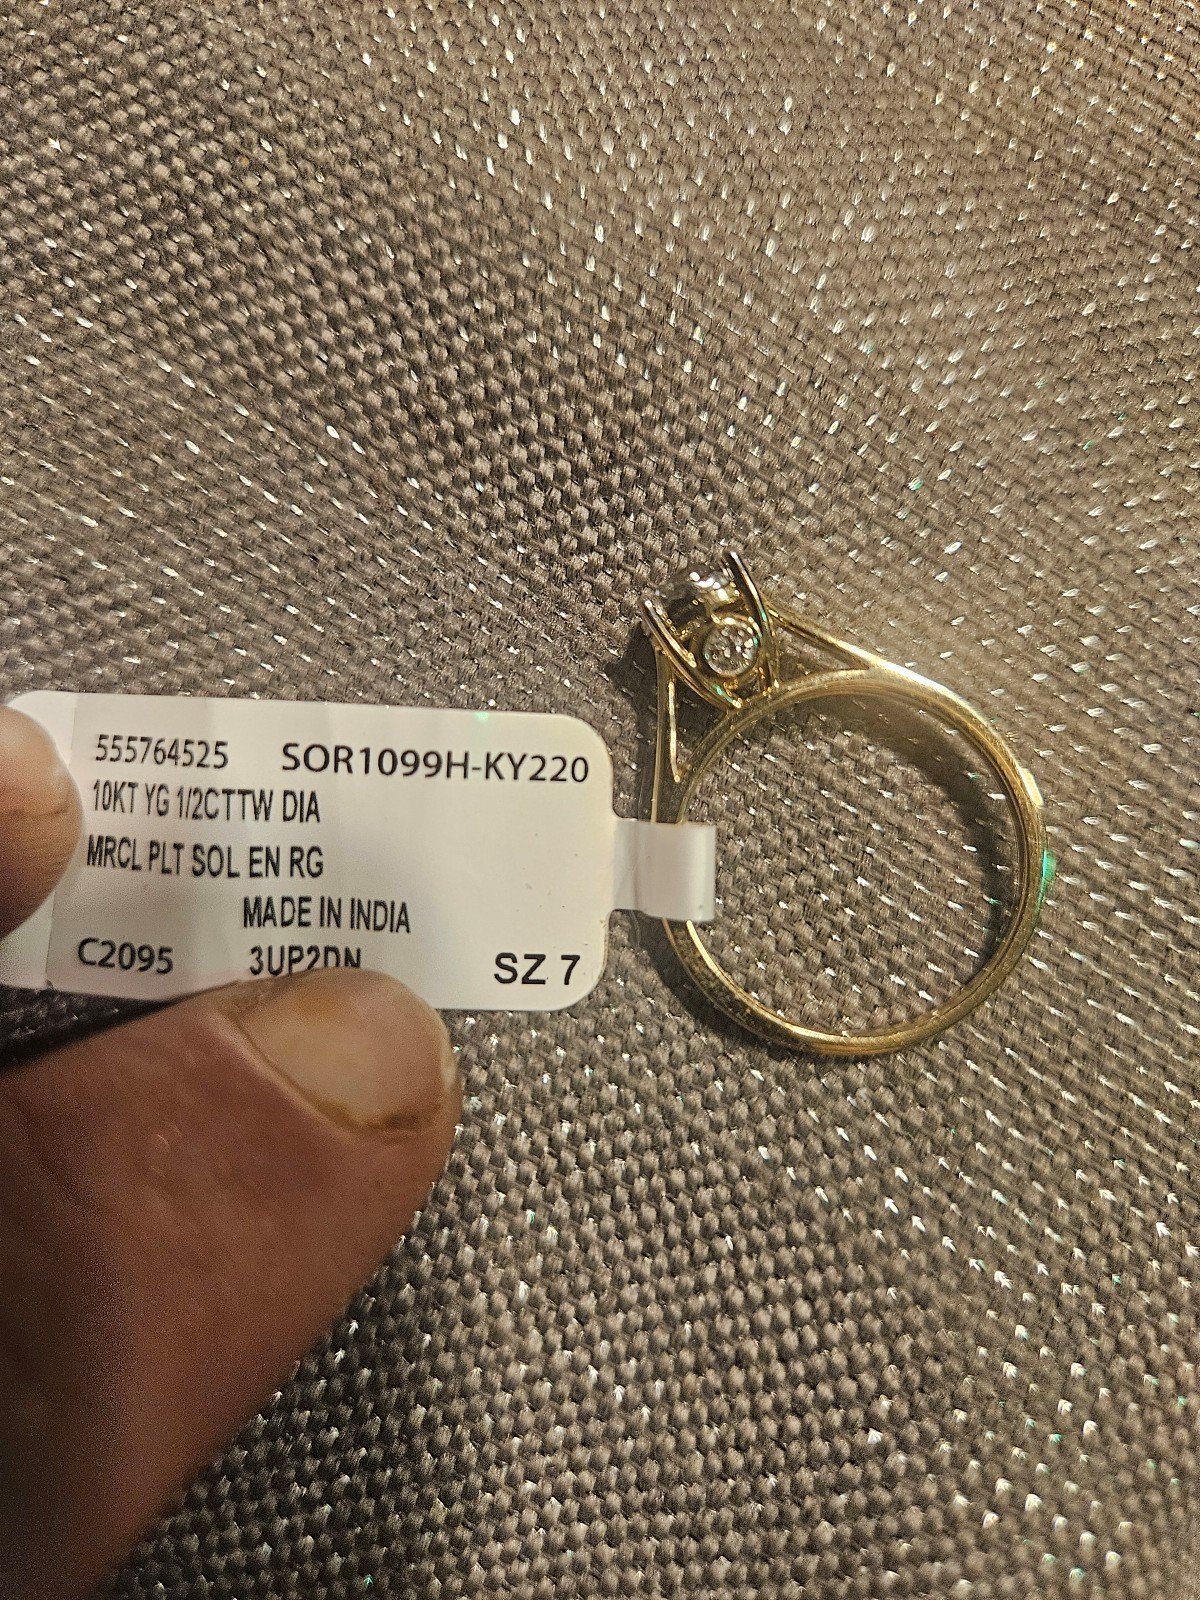 555764525 SOR1099H-KY220
10KT YG 1/2CTTW DIA
MRCL PLT SOL EN RG
MADE IN INDIA
C2095 3UP2DN SZ 7